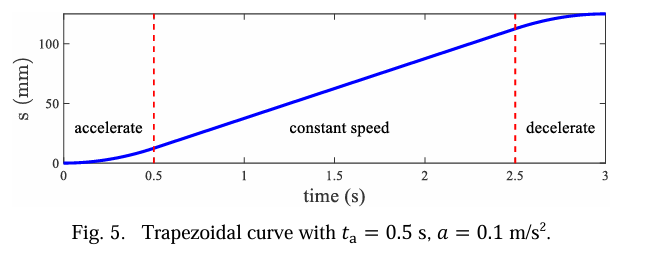 s (mm)
100
50
0
accelerate
constant speed
decelerate
0
0.5
1
1.5
2
2.5
3
time (s)
Fig. 5. Trapezoidal curve with tₐ = 0.5 s, a = 0.1 m/s².